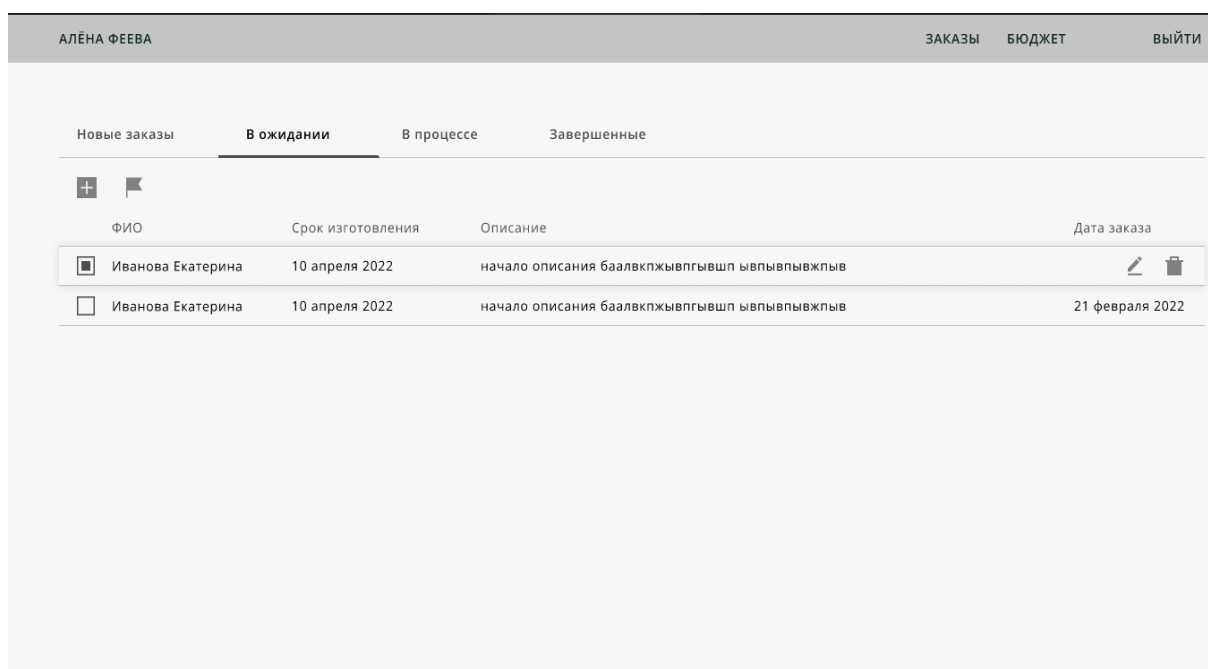 АЛЁНА ФЕЕВА ЗАКАЗЫ БЮДЖЕТ ВЫЙТИ
Новые заказы В ожидании В процессе Завершенные
ФИО Срок изготовления Описание Дата заказа
Иванова Екатерина 10 апреля 2022 начало описания баалвкпжывпгывшп ывпывпывжпыв
Иванова Екатерина 10 апреля 2022 начало описания баалвкпжывпгывшп ывпывпывжпыв 21 февраля 2022